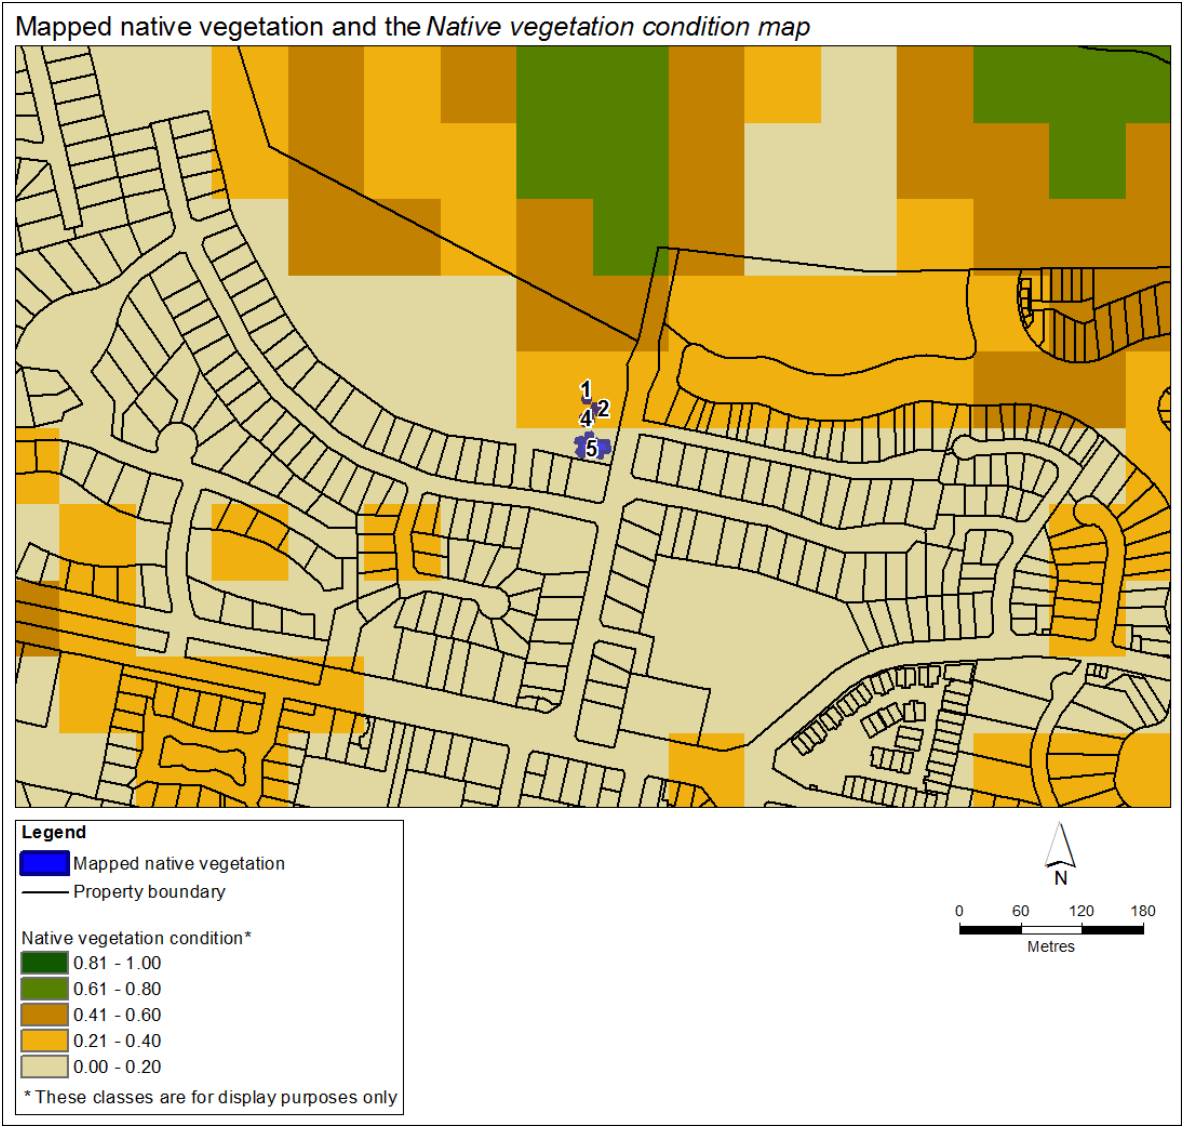 Mapped native vegetation and the Native vegetation condition map
1
2
4
5
Legend
Mapped native vegetation
Property boundary
Native vegetation condition*
0.81 - 1.00
0.61 - 0.80
0.41 - 0.60
0.21 - 0.40
0.00 - 0.20
* These classes are for display purposes only
N
0 60 120 180
Metres